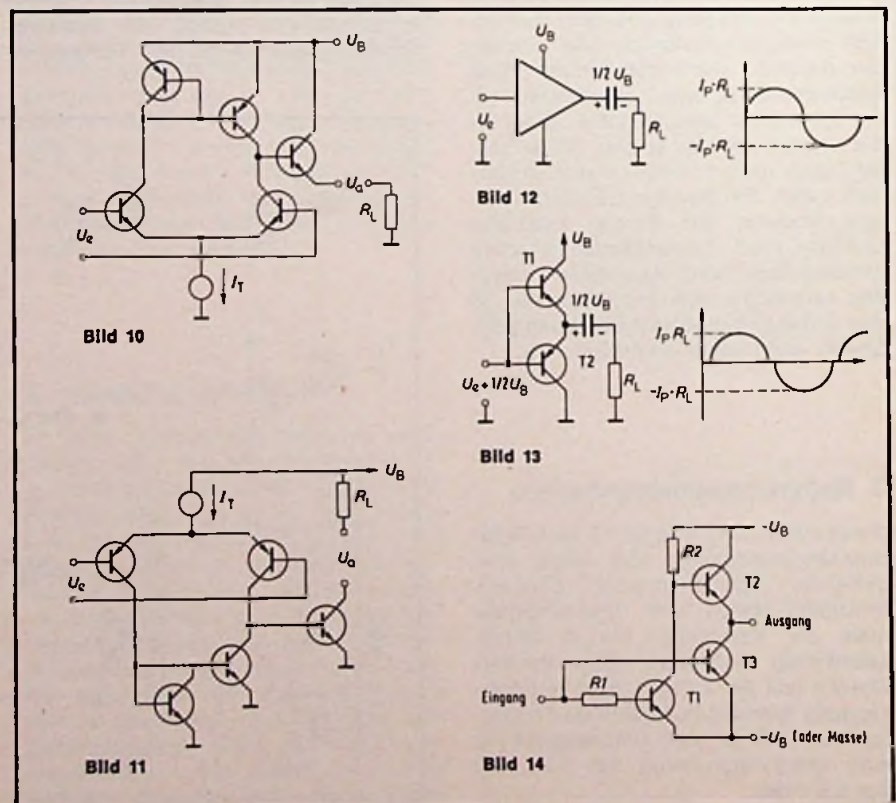 U_B
U_e
U_a
R_L
I_T
Bild 10
U_B
1/2 U_B
U_e
R_L
I_P·R_L
-I_P·R_L
Bild 12
U_B
T1
1/2 U_B
T2
U_e+1/2U_B
R_L
I_P·R_L
-I_P·R_L
Bild 13
U_B
I_T
R_L
U_e
U_a
Bild 11
-U_B
R2
T2
Ausgang
T3
Eingang
R1
T1
-U_B (oder Masse)
Bild 14